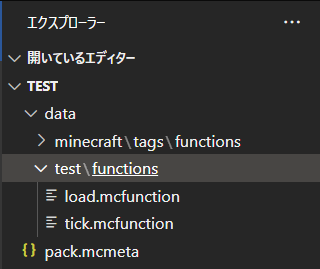 エクスプローラー
開いているエディター
TEST
data
minecraft\tags\functions
test\functions
load.mcfunction
tick.mcfunction
{} pack.mcmeta